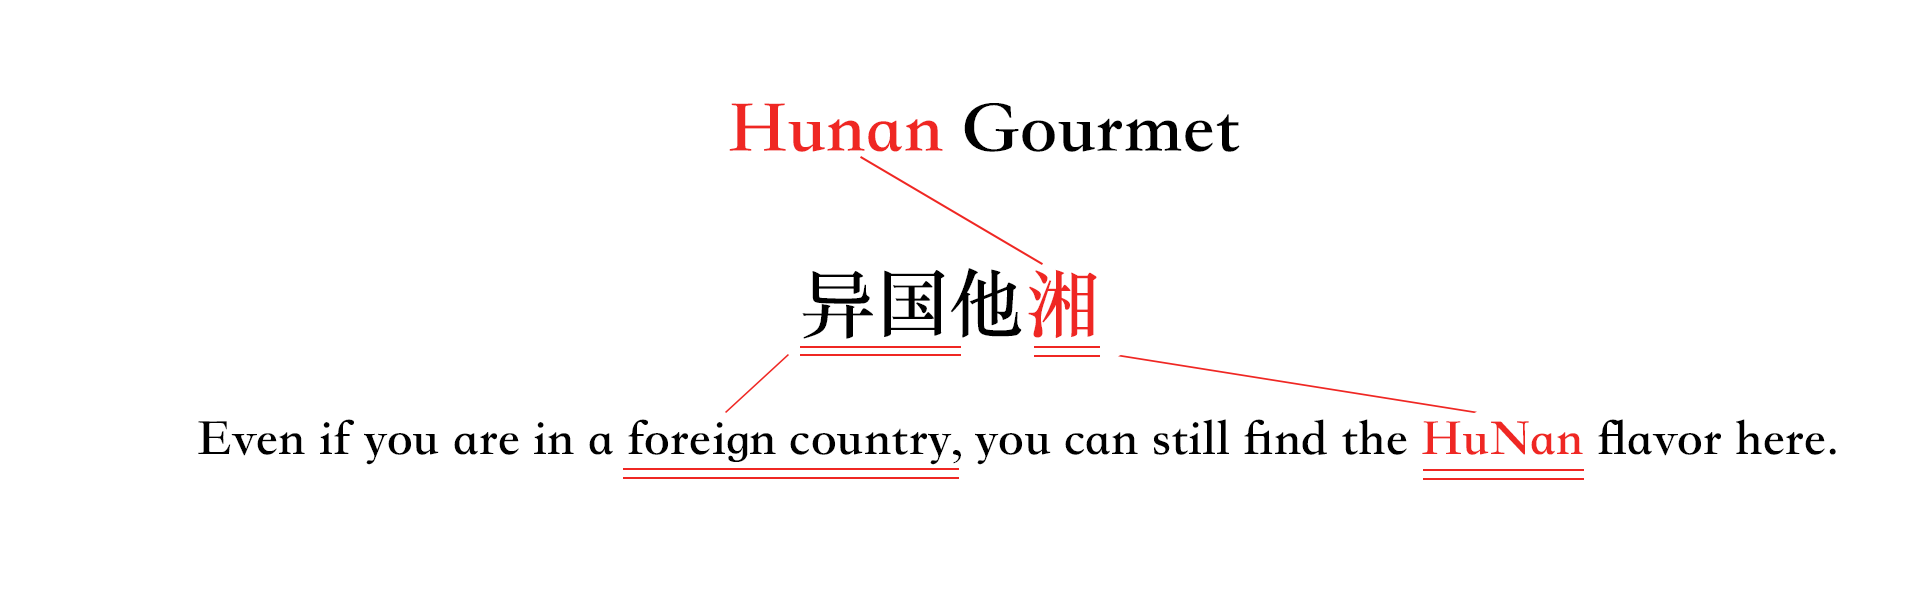 Hunan Gourmet
异国他湘
Even if you are in a foreign country, you can still find the HuNan flavor here.